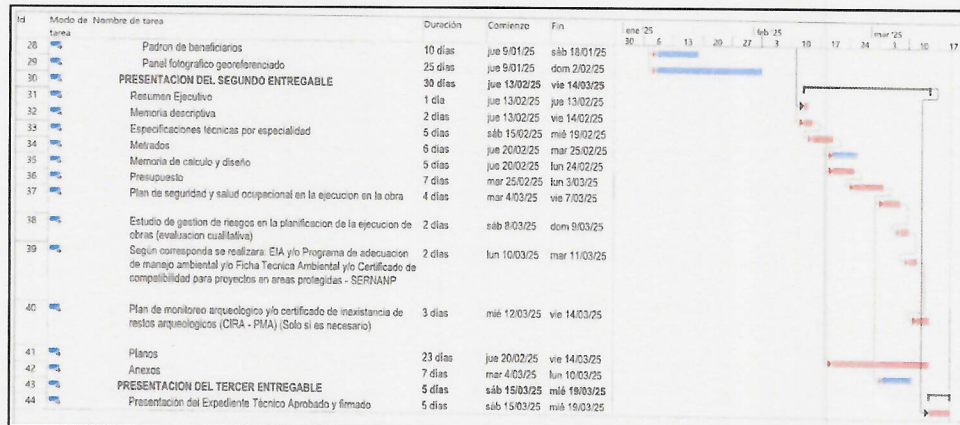 Id Modo de tarea Nombre de tarea Duración Comienzo Fin
ene '25 feb '25 mar '25
30 6 13 20 27 3 10 17 24 3 10 17
28 Padron de beneficiarios 10 días jue 9/01/25 sáb 18/01/25
29 Panel fotografico georeferenciado 25 días jue 9/01/25 dom 2/02/25
30 PRESENTACION DEL SEGUNDO ENTREGABLE 30 días jue 13/02/25 vie 14/03/25
31 Resumen Ejecutivo 1 día jue 13/02/25 jue 13/02/25
32 Memoria descriptiva 2 días jue 13/02/25 vie 14/02/25
33 Especificaciones técnicas por especialidad 5 días sáb 15/02/25 mié 19/02/25
34 Metrados 6 días jue 20/02/25 mar 25/02/25
35 Memoria de calculo y diseño 5 días jue 20/02/25 lun 24/02/25
36 Presupuesto 7 días mar 25/02/25 lun 3/03/25
37 Plan de seguridad y salud ocupacional en la ejecucion en la obra 4 días mar 4/03/25 vie 7/03/25
38 Estudio de gestion de riesgos en la planificacion de la ejecucion de 2 días sáb 8/03/25 dom 9/03/25
obras (evaluacion cualitativa)
39 Según corresponda se realizara: EIA y/o Programa de adecuacion 2 días lun 10/03/25 mar 11/03/25
de manejo ambiental y/o Ficha Tecnica Ambiental y/o Certificado de
compatibilidad para proyectos en areas protegidas - SERNANP
40 Plan de monitoreo arqueologico y/o certificado de inexistancia de 3 días mié 12/03/25 vie 14/03/25
restos arqueologicos (CIRA - PMA) (Solo si es necesario)
41 Planos 23 días jue 20/02/25 vie 14/03/25
42 Anexos 7 días mar 4/03/25 lun 10/03/25
43 PRESENTACION DEL TERCER ENTREGABLE 5 días sáb 15/03/25 mié 19/03/25
44 Presentación del Expediente Técnico Aprobado y firmado 5 días sáb 15/03/25 mié 19/03/25